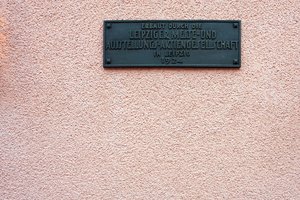 ERBAUT DURCH DIE
LEIPZIGER MESSE- UND
AUSSTELLUNGS-AKTIENGESELLSCHAFT
IN LEIPZIG
1924